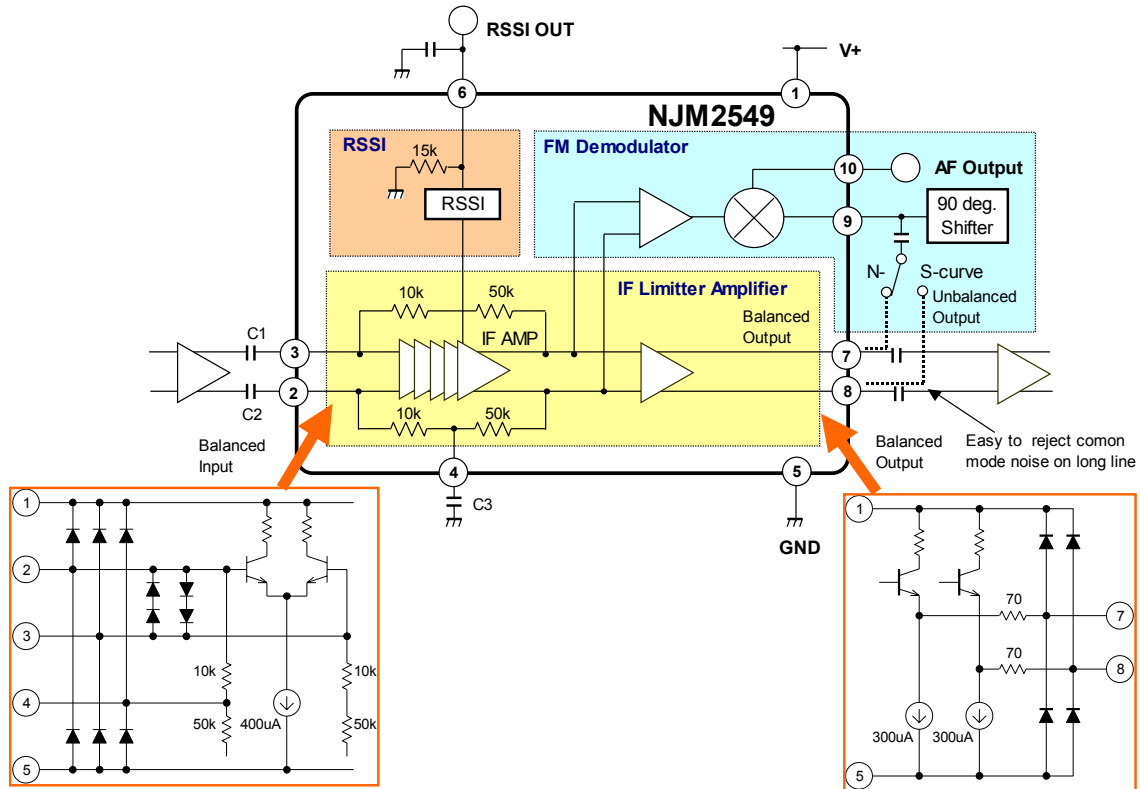 RSSI OUT
V+
6
1
NJM2549
RSSI
FM Demodulator
15k
RSSI
10
AF Output
9
90 deg.
Shifter
N-
S-curve
Unbalanced
Output
IF Limitter Amplifier
10k
50k
IF AMP
Balanced
Output
C1
3
7
2
8
C2
10k
50k
Balanced
Input
4
5
Balanced
Output
Easy to reject comon
mode noise on long line
C3
GND
1
2
3
4
5
10k
50k
400uA
10k
50k
1
70
7
70
8
300uA
300uA
5